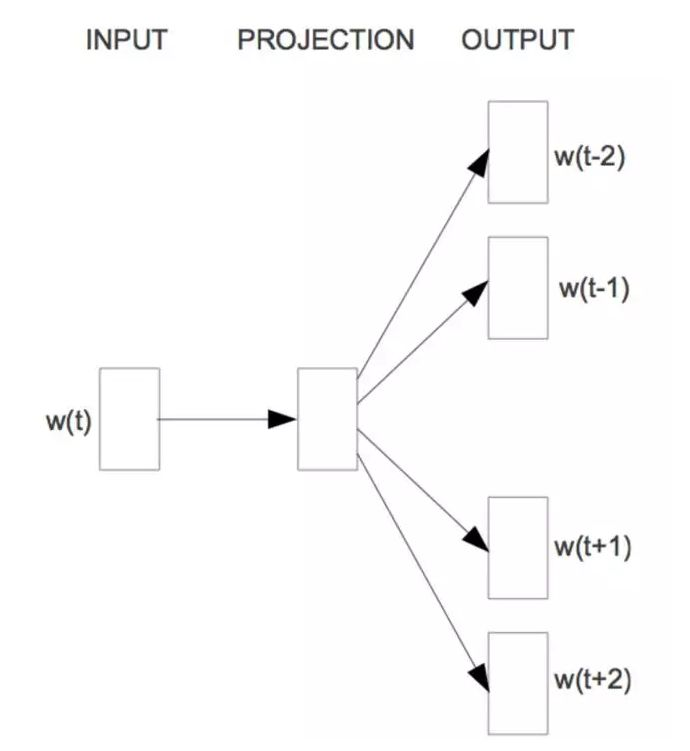 INPUT PROJECTION OUTPUT
w(t-2)
w(t-1)
w(t)
w(t+1)
w(t+2)